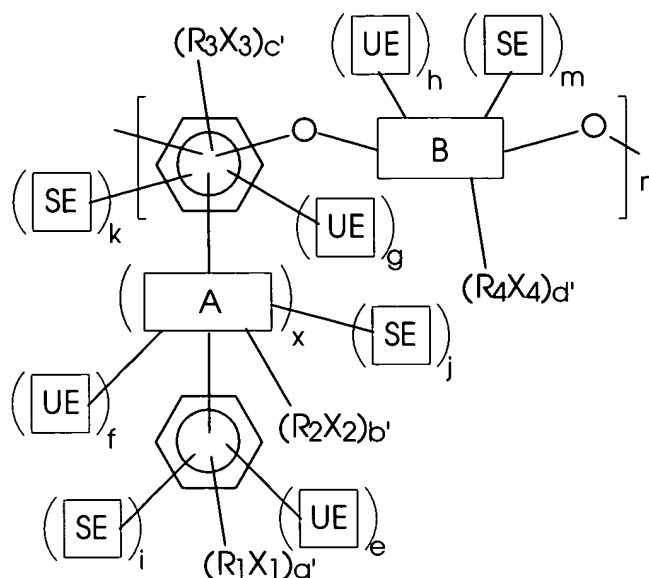 (R3X3)c'
(UE)h (SE)m
O B O
(SE)k [ ]n
(UE)g
(R4X4)d'
(A)x
(SE)j
(UE)f
(R2X2)b'
(SE)i (UE)e
(R1X1)a'